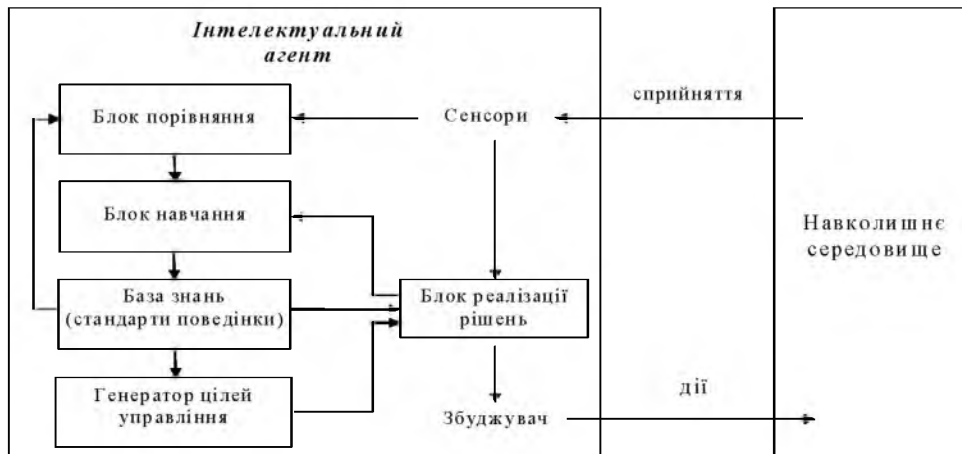 Інтелектуальний
агент
сприйняття
Блок порівняння
Сенсори
Блок навчання
Навколишнє
середовище
База знань
(стандарти поведінки)
Блок реалізації
рішень
Генератор цілей
управління
Збуджувач
дії